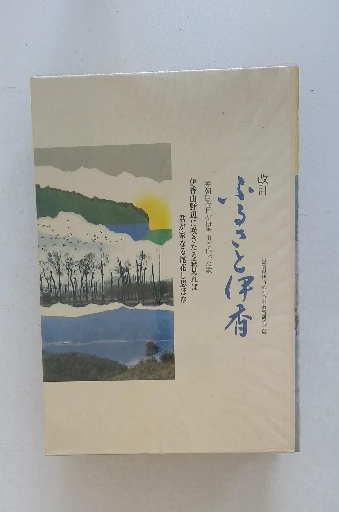 改訂
ふるさと伊香
伊香山野辺に咲きたる萩見れば
君が家なる尾花し思ほゆ